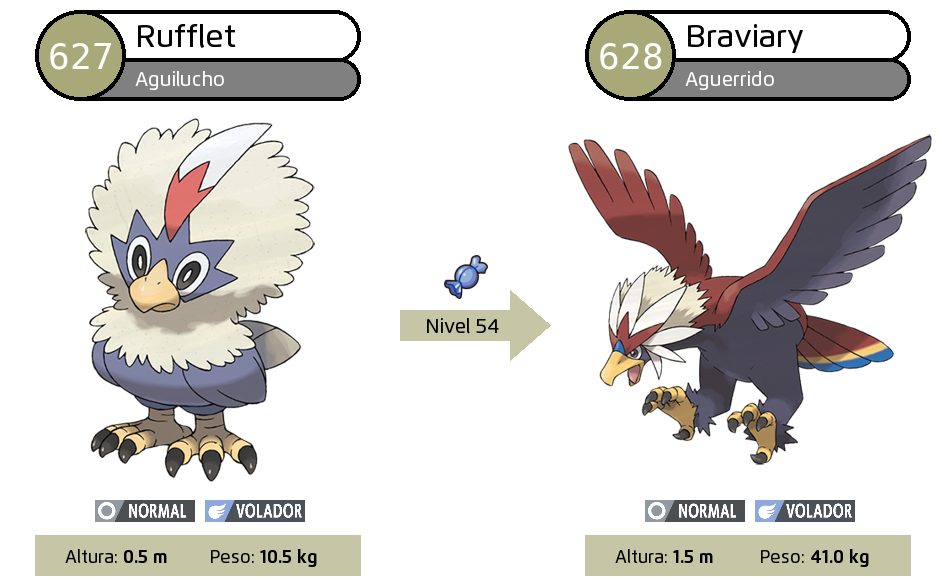 627
Rufflet
Aguilucho
628
Braviary
Aguerrido
Nivel 54
NORMAL VOLADOR
NORMAL VOLADOR
Altura: 0.5 m Peso: 10.5 kg
Altura: 1.5 m Peso: 41.0 kg